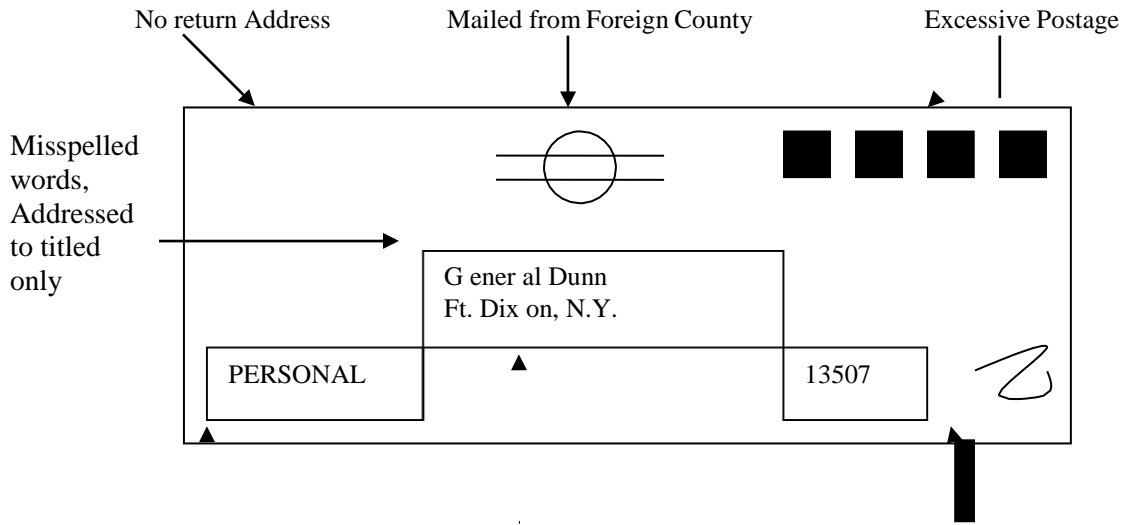 No return Address
Mailed from Foreign County
Excessive Postage
Misspelled
words,
Addressed
to titled
only
G ener al Dunn
Ft. Dix on, N.Y.
PERSONAL
13507